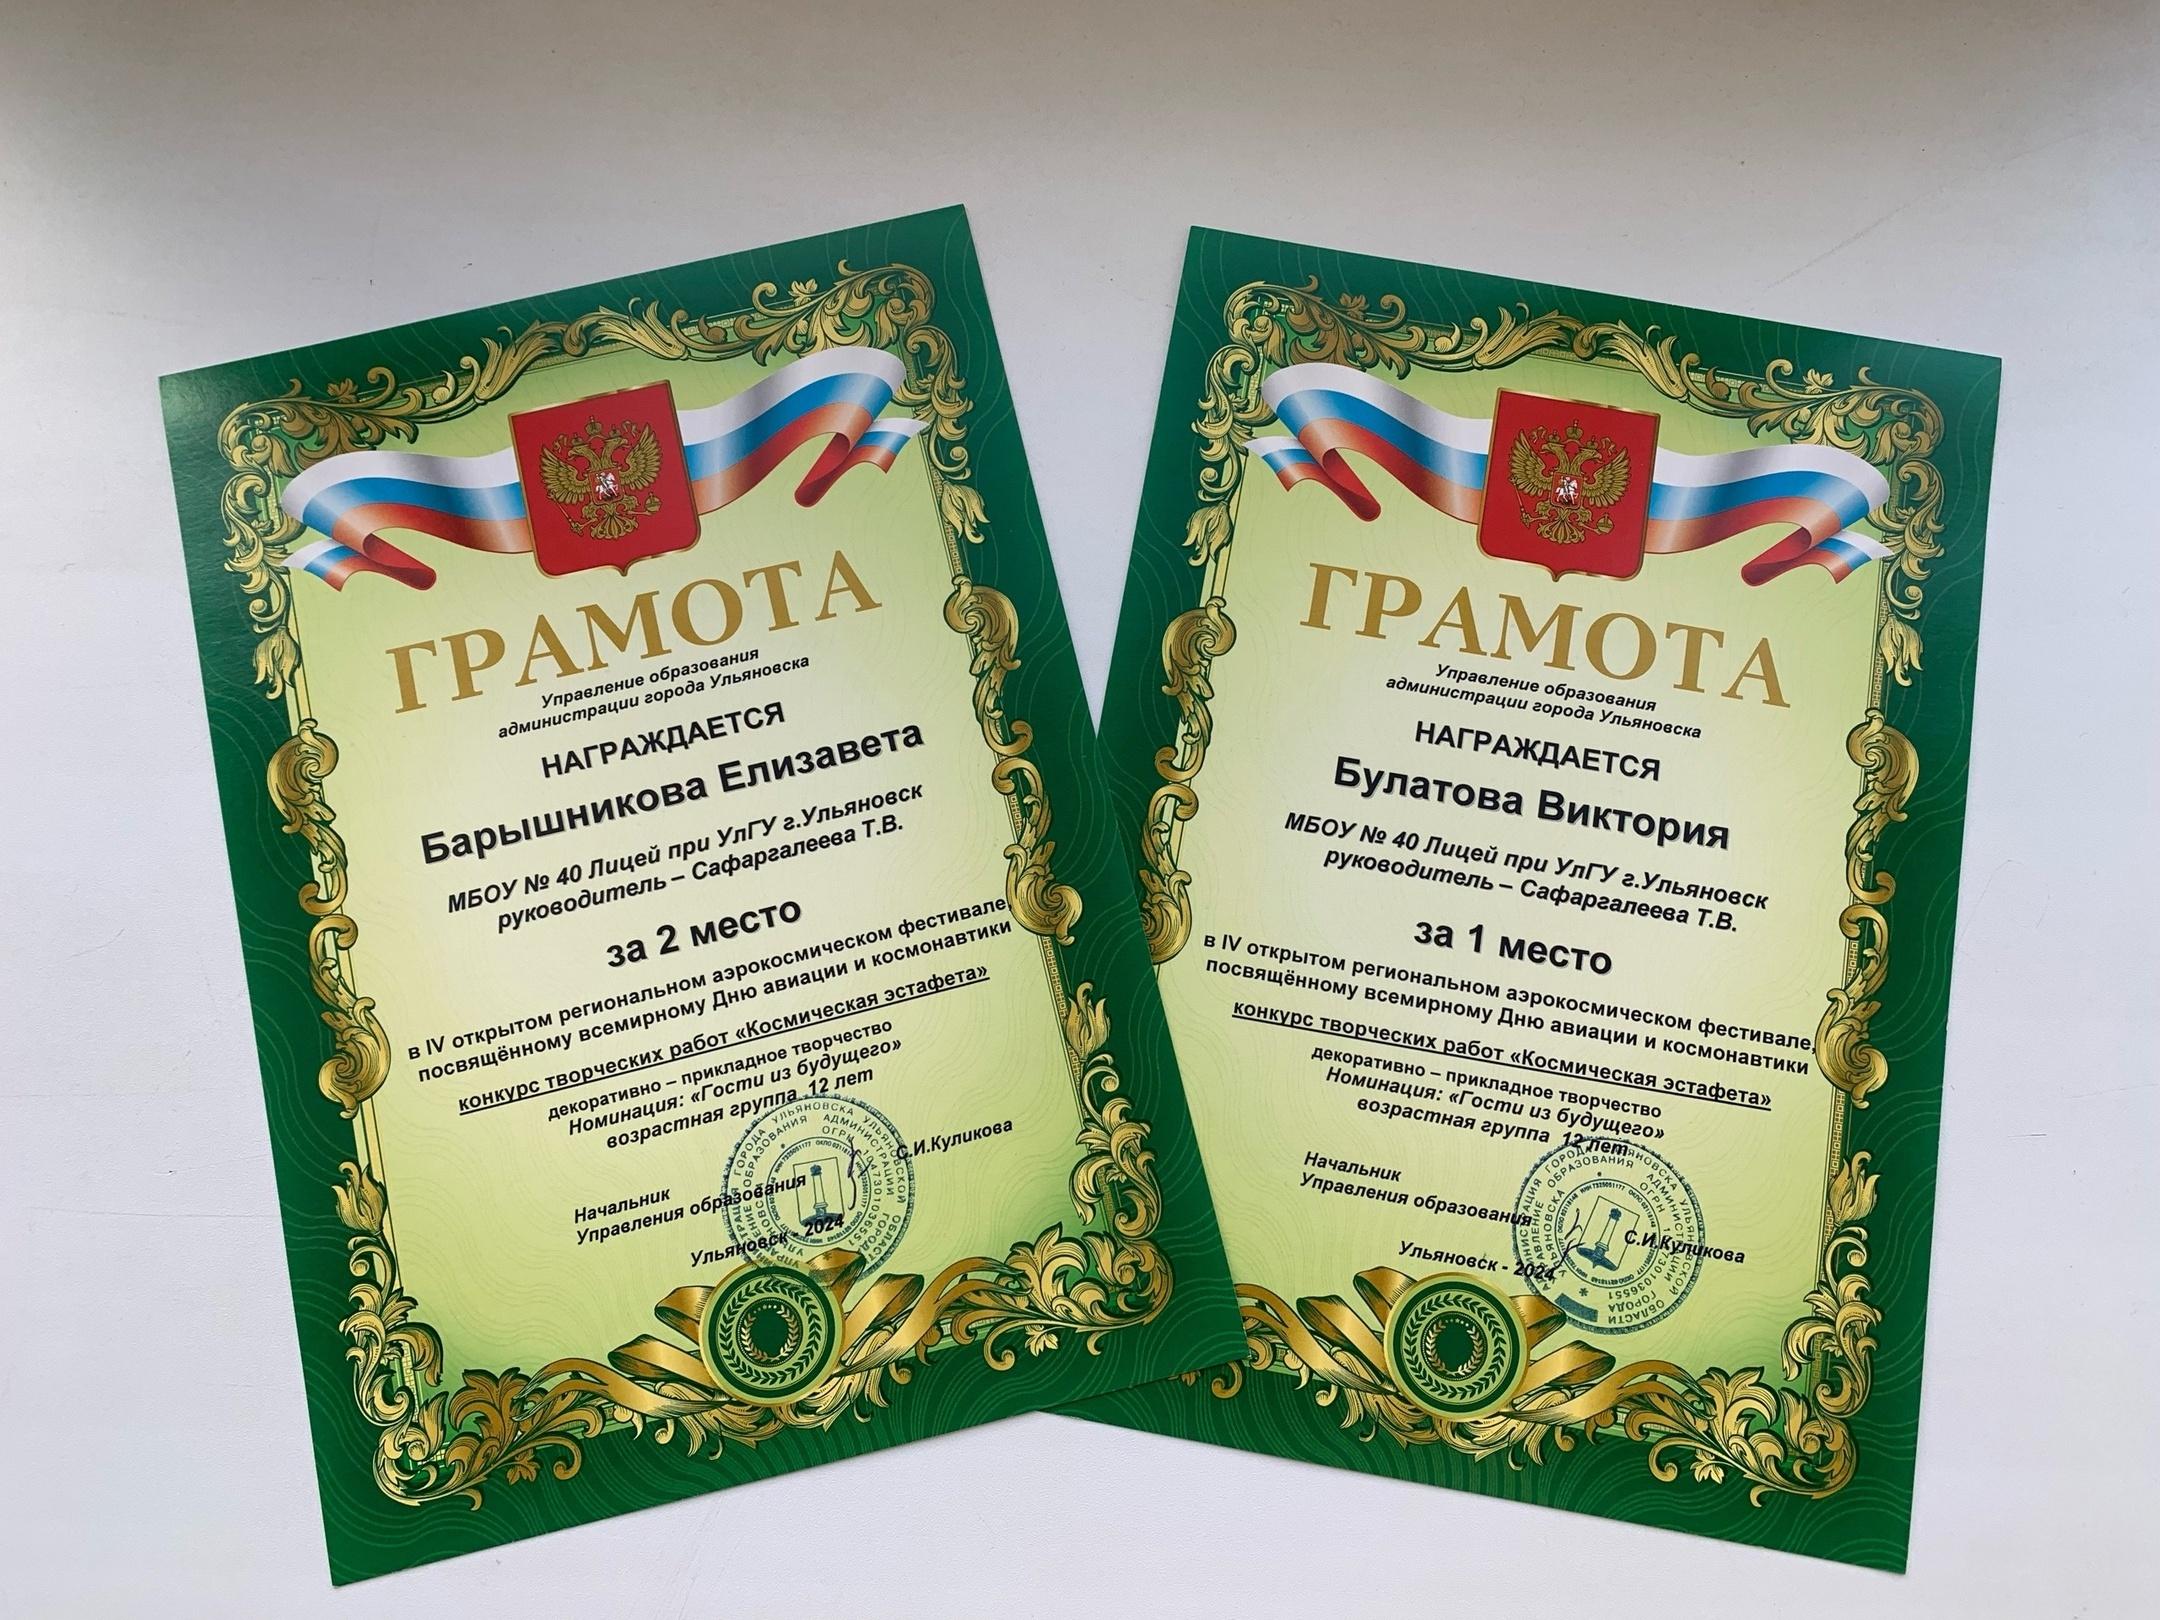 ГРАМОТА
Управление образования
администрации города Ульяновска
НАГРАЖДАЕТСЯ
Барышникова Елизавета
МБОУ № 40 Лицей при УлГУ г.Ульяновск
руководитель – Сафаргалеева Т.В.
за 2 место
в IV открытом региональном аэрокосмическом фестивале,
посвящённому всемирному Дню авиации и космонавтики
конкурс творческих работ «Космическая эстафета»
декоративно – прикладное творчество
Номинация: «Гости из будущего»
возрастная группа 12 лет
Начальник
Управления образования
С.И.Куликова
Ульяновск - 2024
ГРАМОТА
Управление образования
администрации города Ульяновска
НАГРАЖДАЕТСЯ
Булатова Виктория
МБОУ № 40 Лицей при УлГУ г.Ульяновск
руководитель – Сафаргалеева Т.В.
за 1 место
в IV открытом региональном аэрокосмическом фестивале,
посвящённому всемирному Дню авиации и космонавтики
конкурс творческих работ «Космическая эстафета»
декоративно – прикладное творчество
Номинация: «Гости из будущего»
возрастная группа 12 лет
Начальник
Управления образования
С.И.Куликова
Ульяновск - 2024